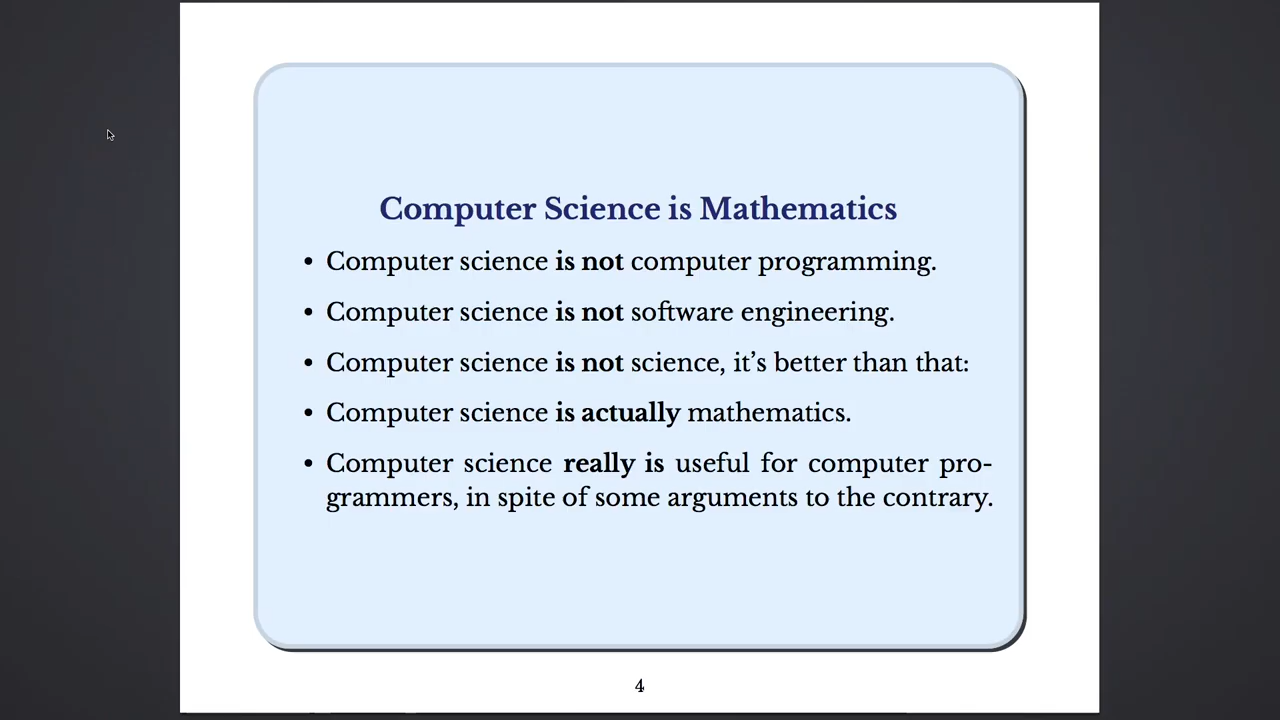 Computer Science is Mathematics
• Computer science is not computer programming.
• Computer science is not software engineering.
• Computer science is not science, it’s better than that:
• Computer science is actually mathematics.
• Computer science really is useful for computer pro-
grammers, in spite of some arguments to the contrary.
4